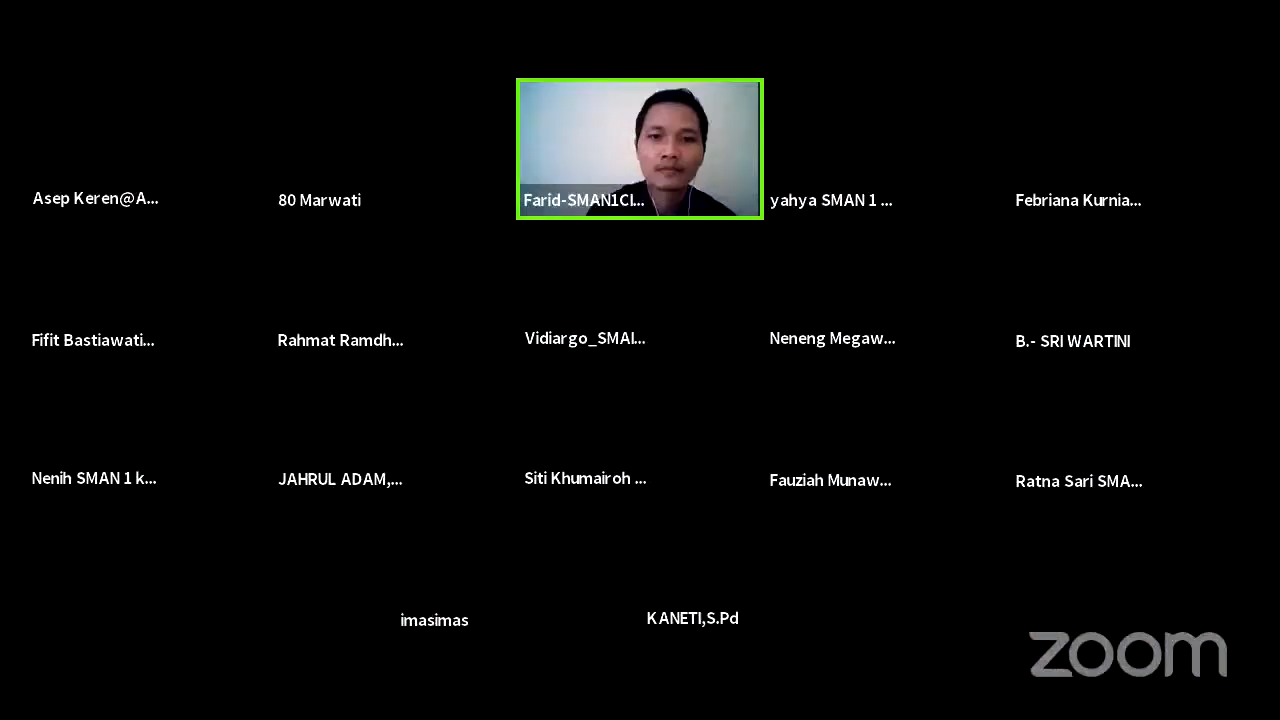 Asep Keren@A...
80 Marwati
Farid-SMAN1CI...
yahya SMAN 1 ...
Febriana Kurnia...
Fifit Bastiawati...
Rahmat Ramdh...
Vidiargo_SMAI...
Neneng Megaw...
B.- SRI WARTINI
Nenih SMAN 1 k...
JAHRUL ADAM,...
Siti Khumairoh ...
Fauziah Munaw...
Ratna Sari SMA...
imasimas
KANETI,S.Pd
zoom